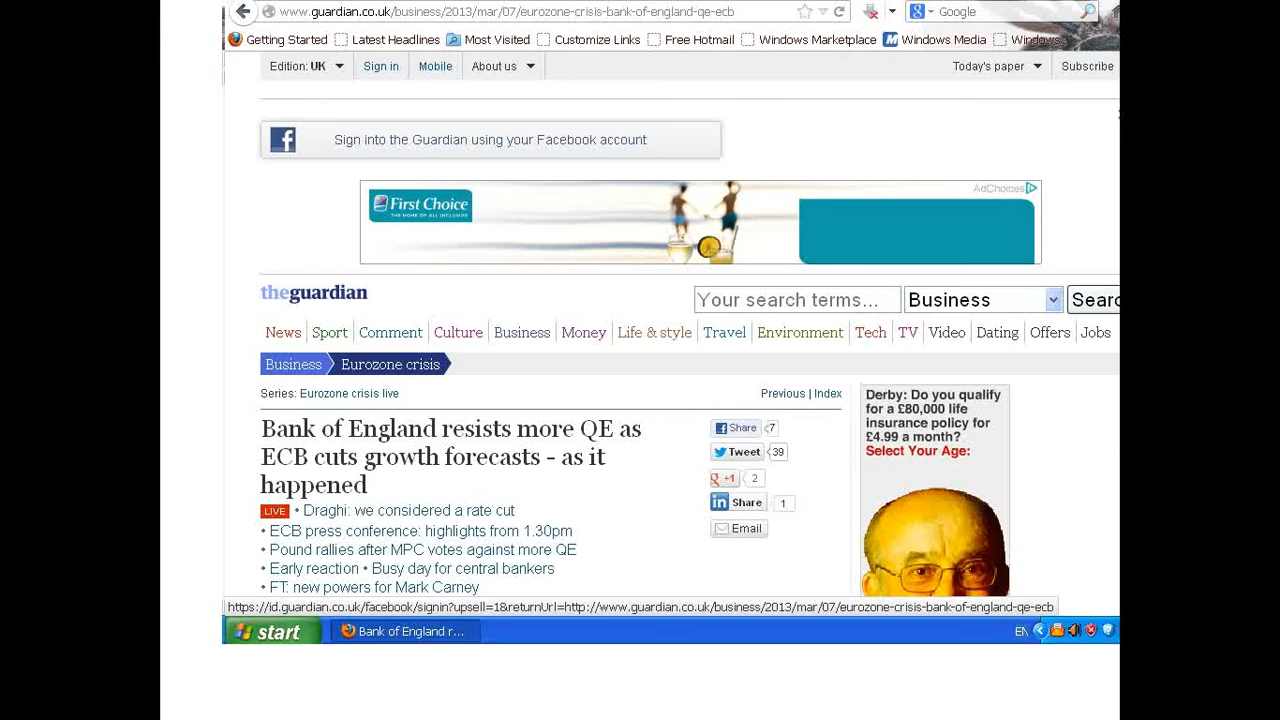 www.guardian.co.uk/business/2013/mar/07/eurozone-crisis-bank-of-england-qe-ecb
Google
Getting Started Latest Headlines Most Visited Customize Links Free Hotmail Windows Marketplace Windows Media Windows
Edition: UK Sign in Mobile About us Today's paper Subscribe
Sign into the Guardian using your Facebook account
AdChoices
First Choice
THE HOME OF ALL INCLUSIVE
theguardian
Your search terms... Business Searc
News Sport Comment Culture Business Money Life & style Travel Environment Tech TV Video Dating Offers Jobs
Business Eurozone crisis
Series: Eurozone crisis live Previous | Index
Bank of England resists more QE as
ECB cuts growth forecasts - as it
happened
LIVE • Draghi: we considered a rate cut
• ECB press conference: highlights from 1.30pm
• Pound rallies after MPC votes against more QE
• Early reaction • Busy day for central bankers
• FT: new powers for Mark Carney
Share 7
Tweet 39
+1 2
Share 1
Email
Derby: Do you qualify
for a £80,000 life
insurance policy for
£4.99 a month?
Select Your Age:
https://id.guardian.co.uk/facebook/signin?upsell=1&returnUrl=http://www.guardian.co.uk/business/2013/mar/07/eurozone-crisis-bank-of-england-qe-ecb
start Bank of England r... EN